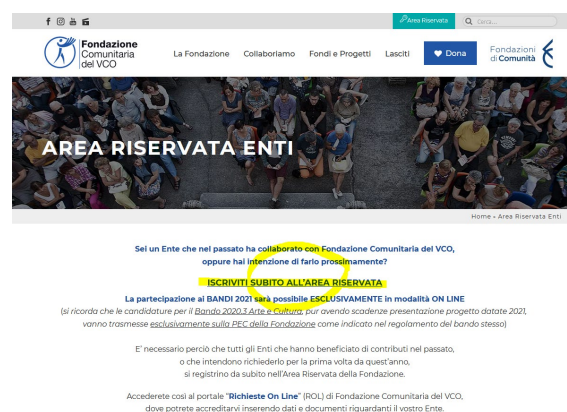 Area Riservata
Cerca...
Fondazione
Comunitaria
del VCO
La Fondazione Collaboriamo Fondi e Progetti Lasciti Dona
Fondazioni
di Comunità
AREA RISERVATA ENTI
Home » Area Riservata Enti
Sei un Ente che nel passato ha collaborato con Fondazione Comunitaria del VCO,
oppure hai intenzione di farlo prossimamente?
ISCRIVITI SUBITO ALL'AREA RISERVATA
La partecipazione ai BANDI 2021 sarà possibile ESCLUSIVAMENTE in modalità ON LINE
(si ricorda che le candidature per il Bando 2020.3 Arte e Cultura, pur avendo scadenze presentazione progetto datate 2021,
vanno trasmesse esclusivamente sulla PEC della Fondazione come indicato nel regolamento del bando stesso)
E' necessario perciò che tutti gli Enti che hanno beneficiato di contributi nel passato,
o che intendono richiederlo per la prima volta da quest'anno,
si registrino da subito nell'Area Riservata della Fondazione.
Accederete così al portale "Richieste On Line" (ROL) di Fondazione Comunitaria del VCO,
dove potrete accreditarvi inserendo dati e documenti riguardanti il vostro Ente.